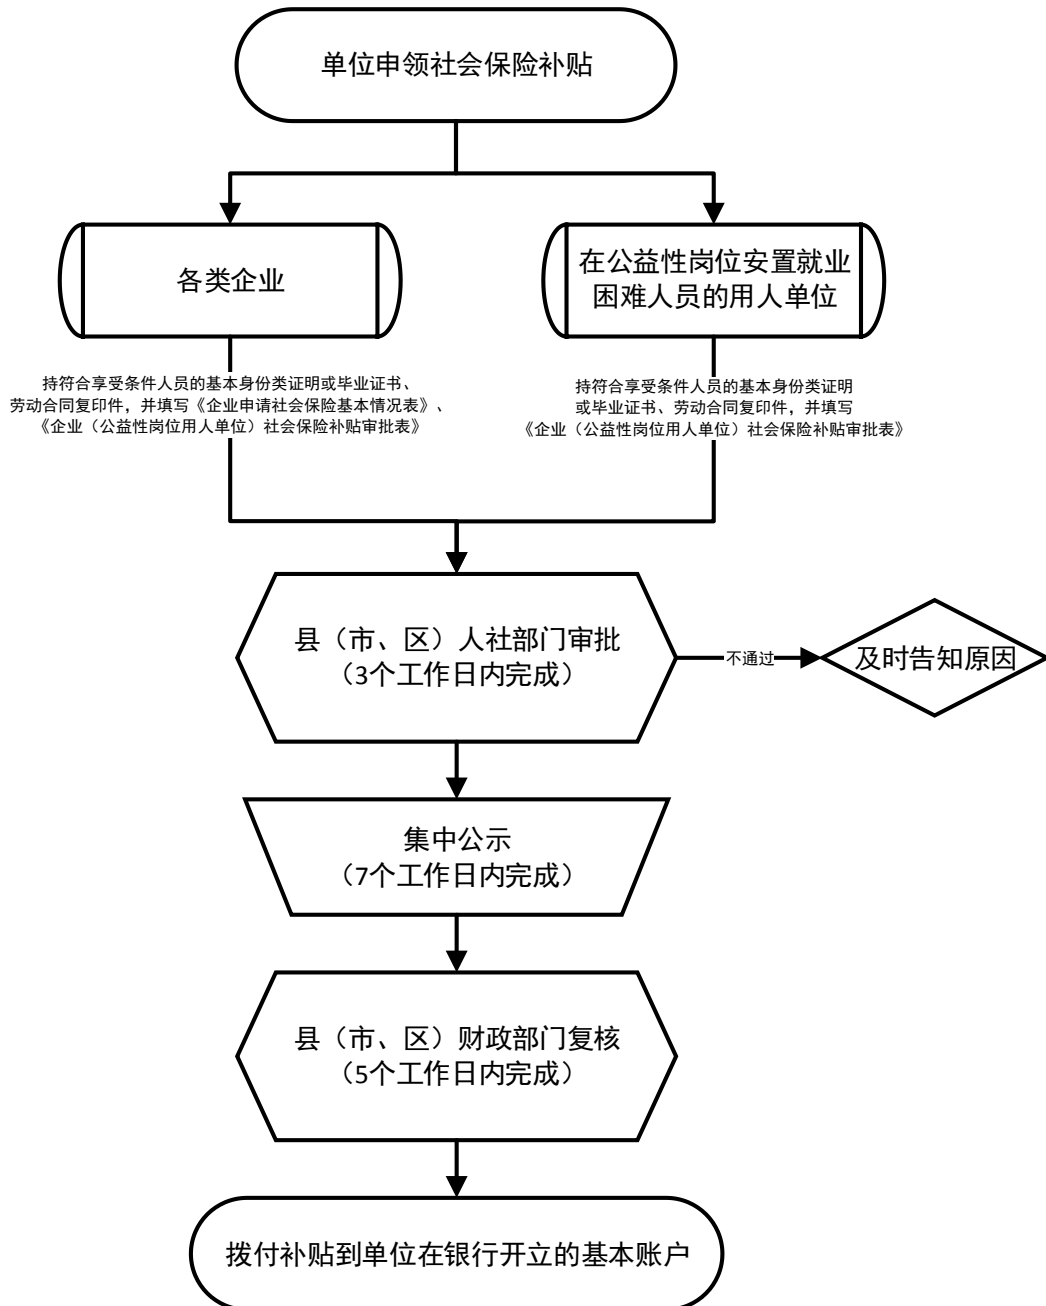 单位申领社会保险补贴
各类企业
在公益性岗位安置就业
困难人员的用人单位
持符合享受条件人员的基本身份类证明或毕业证书、
劳动合同复印件，并填写《企业申请社会保险基本情况表》、
《企业（公益性岗位用人单位）社会保险补贴审批表》
持符合享受条件人员的基本身份类证明
或毕业证书、劳动合同复印件，并填写
《企业（公益性岗位用人单位）社会保险补贴审批表》
县（市、区）人社部门审批
（3个工作日内完成）
不通过
及时告知原因
集中公示
（7个工作日内完成）
县（市、区）财政部门复核
（5个工作日内完成）
拨付补贴到单位在银行开立的基本账户